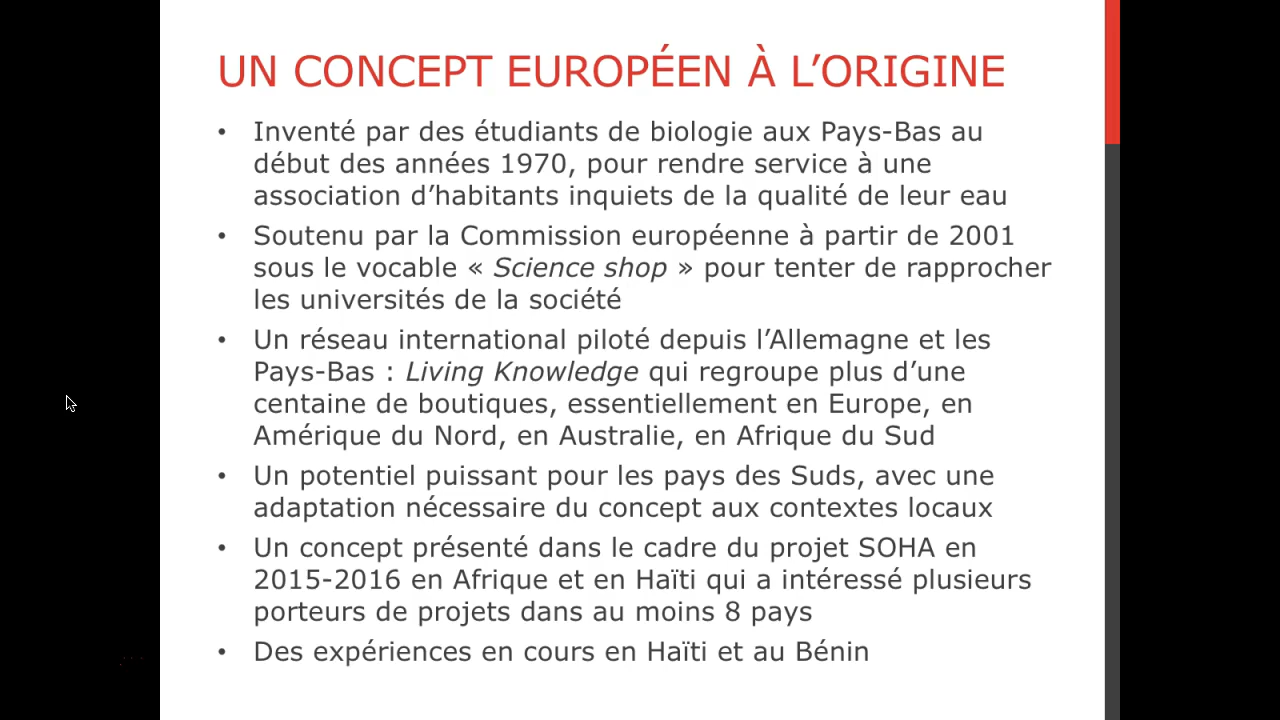 UN CONCEPT EUROPÉEN À L’ORIGINE
• Inventé par des étudiants de biologie aux Pays-Bas au
début des années 1970, pour rendre service à une
association d’habitants inquiets de la qualité de leur eau
• Soutenu par la Commission européenne à partir de 2001
sous le vocable « Science shop » pour tenter de rapprocher
les universités de la société
• Un réseau international piloté depuis l’Allemagne et les
Pays-Bas : Living Knowledge qui regroupe plus d’une
centaine de boutiques, essentiellement en Europe, en
Amérique du Nord, en Australie, en Afrique du Sud
• Un potentiel puissant pour les pays des Suds, avec une
adaptation nécessaire du concept aux contextes locaux
• Un concept présenté dans le cadre du projet SOHA en
2015-2016 en Afrique et en Haïti qui a intéressé plusieurs
porteurs de projets dans au moins 8 pays
• Des expériences en cours en Haïti et au Bénin